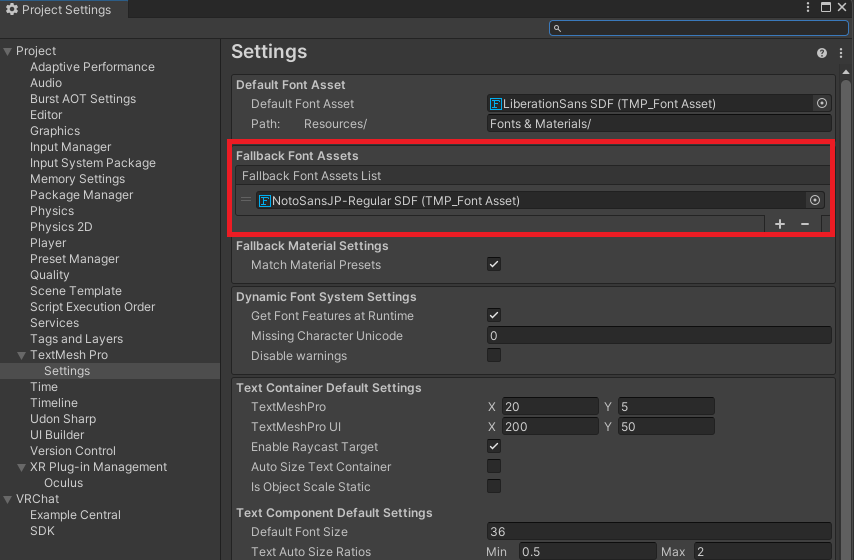 Project Settings
Project
Adaptive Performance
Audio
Burst AOT Settings
Editor
Graphics
Input Manager
Input System Package
Memory Settings
Package Manager
Physics
Physics 2D
Player
Preset Manager
Quality
Scene Template
Script Execution Order
Services
Tags and Layers
TextMesh Pro
Settings
Time
Timeline
Udon Sharp
UI Builder
Version Control
XR Plug-in Management
Oculus
VRChat
Example Central
SDK
Settings
Default Font Asset
Default Font Asset LiberationSans SDF (TMP_Font Asset)
Path: Resources/ Fonts & Materials/
Fallback Font Assets
Fallback Font Assets List
NotoSansJP-Regular SDF (TMP_Font Asset)
+ −
Fallback Material Settings
Match Material Presets
Dynamic Font System Settings
Get Font Features at Runtime
Missing Character Unicode 0
Disable warnings
Text Container Default Settings
TextMeshPro X 20 Y 5
TextMeshPro UI X 200 Y 50
Enable Raycast Target
Auto Size Text Container
Is Object Scale Static
Text Component Default Settings
Default Font Size 36
Text Auto Size Ratios Min 0.5 Max 2